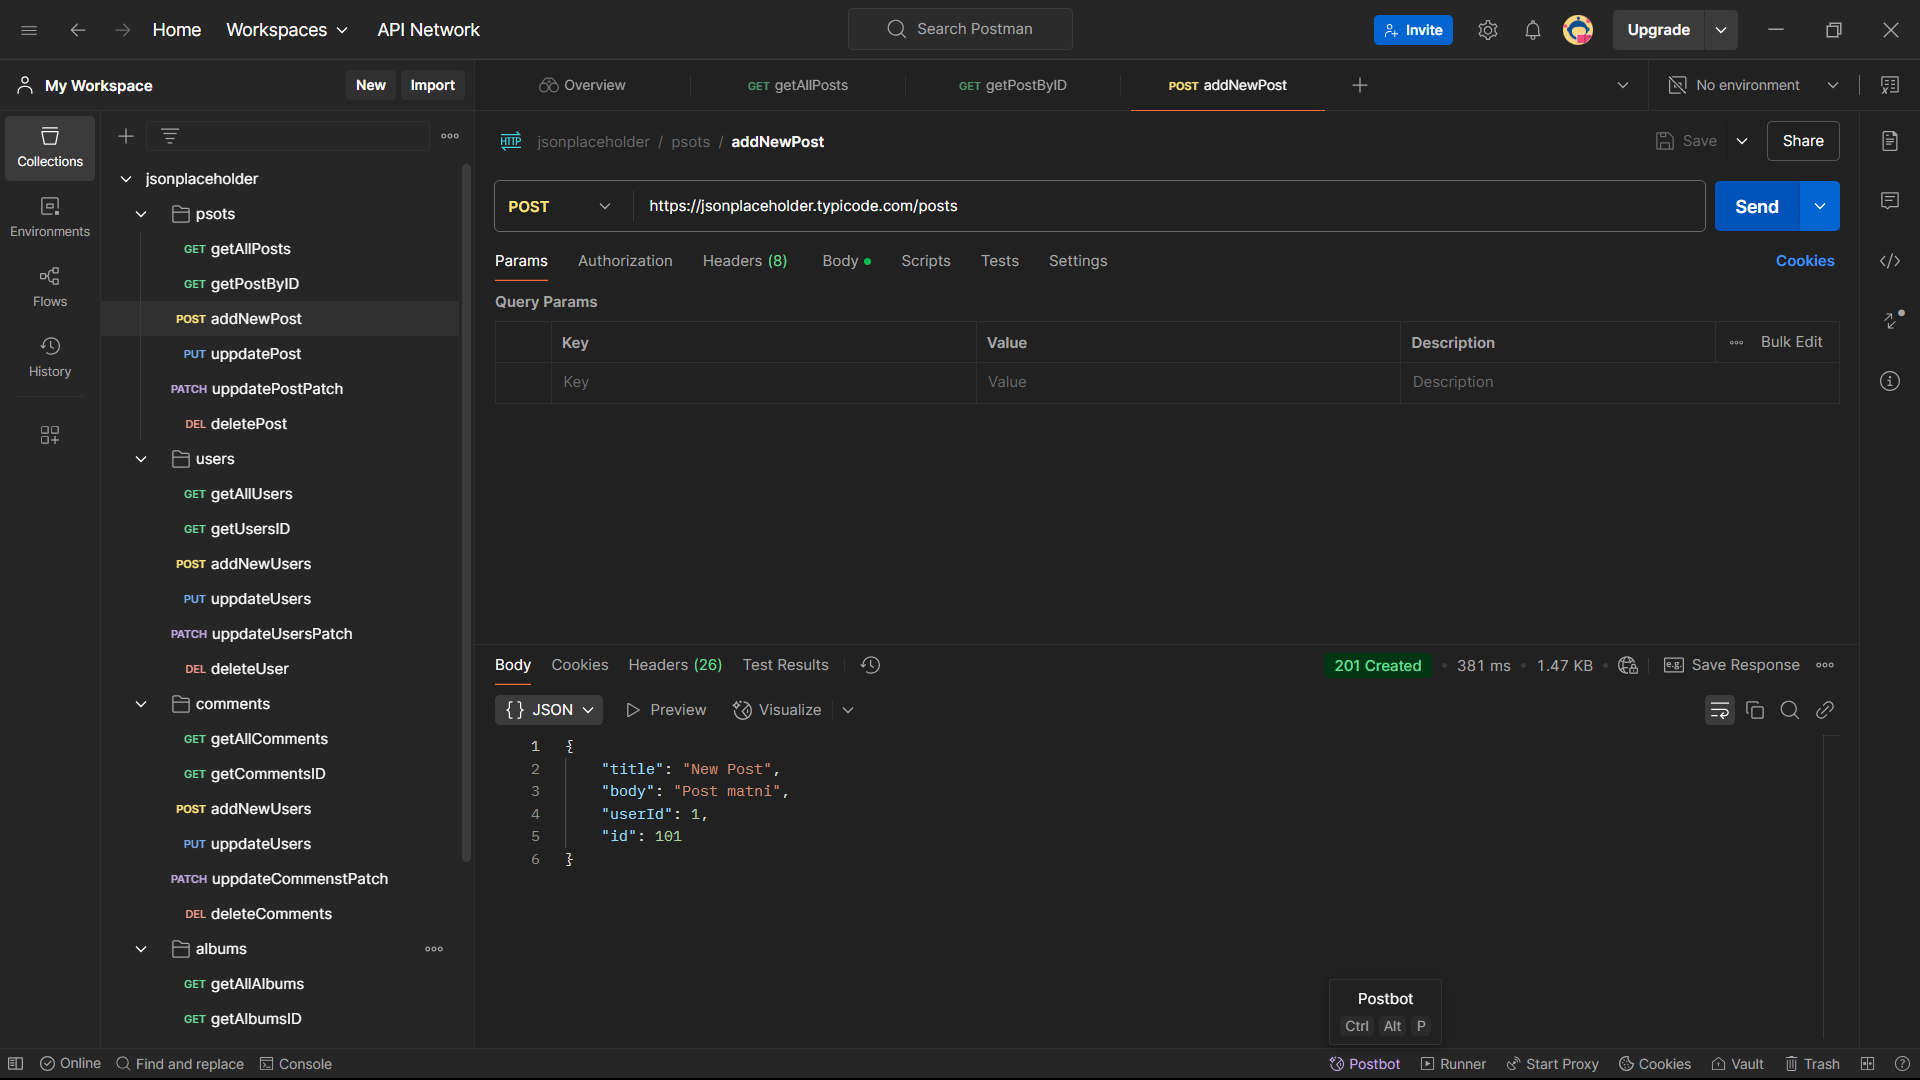 Home Workspaces API Network Search Postman Invite Upgrade
My Workspace New Import Overview GET getAllPosts GET getPostByID POST addNewPost No environment
Collections
Environments
Flows
History
jsonplaceholder
psots
GET getAllPosts
GET getPostByID
POST addNewPost
PUT uppdatePost
PATCH uppdatePostPatch
DEL deletePost
users
GET getAllUsers
GET getUsersID
POST addNewUsers
PUT uppdateUsers
PATCH uppdateUsersPatch
DEL deleteUser
comments
GET getAllComments
GET getCommentsID
POST addNewUsers
PUT uppdateUsers
PATCH uppdateCommenstPatch
DEL deleteComments
albums
GET getAllAlbums
GET getAlbumsID
HTTP jsonplaceholder / psots / addNewPost Save Share
POST https://jsonplaceholder.typicode.com/posts Send
Params Authorization Headers (8) Body Scripts Tests Settings Cookies
Query Params
Key Value Description Bulk Edit
Key Value Description
Body Cookies Headers (26) Test Results 201 Created 381 ms 1.47 KB e.g. Save Response
{} JSON Preview Visualize
1 {
2 "title": "New Post",
3 "body": "Post matni",
4 "userId": 1,
5 "id": 101
6 }
Postbot
Ctrl Alt P
Online Find and replace Console Postbot Runner Start Proxy Cookies Vault Trash